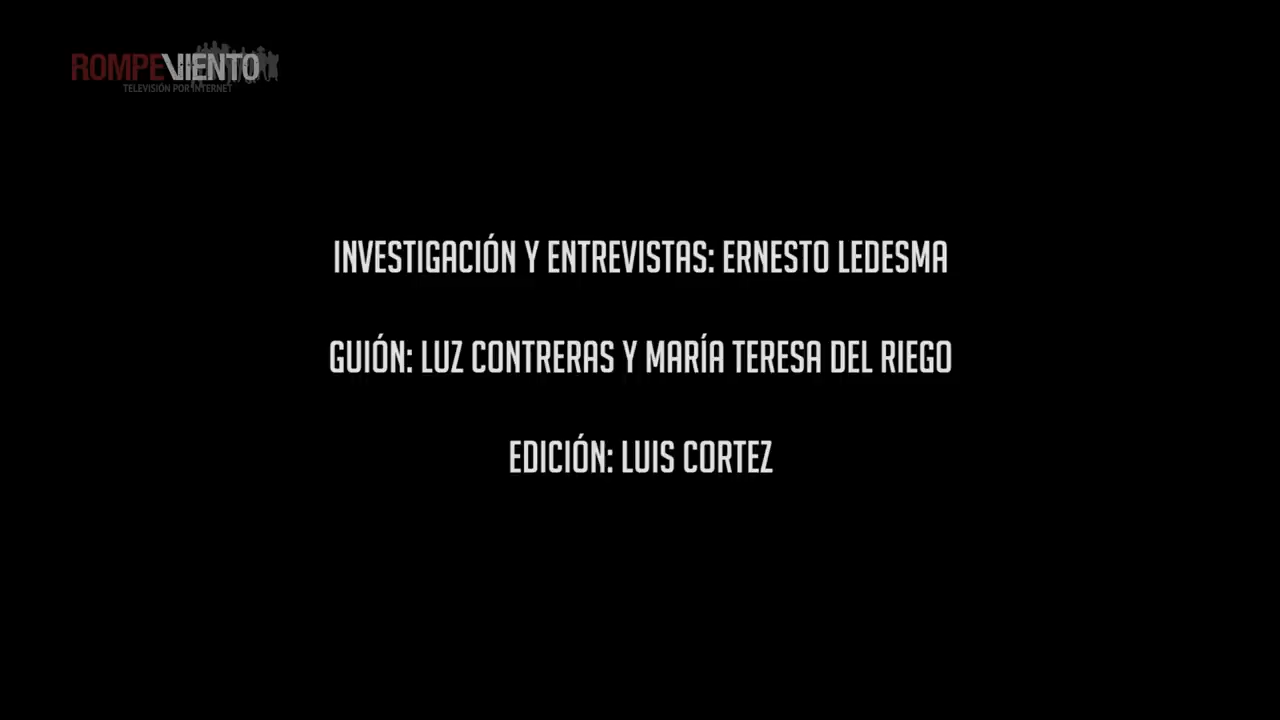 ROMPEVIENTO
TELEVISIÓN POR INTERNET
INVESTIGACIÓN Y ENTREVISTAS: ERNESTO LEDESMA
GUIÓN: LUZ CONTRERAS Y MARÍA TERESA DEL RIEGO
EDICIÓN: LUIS CORTEZ